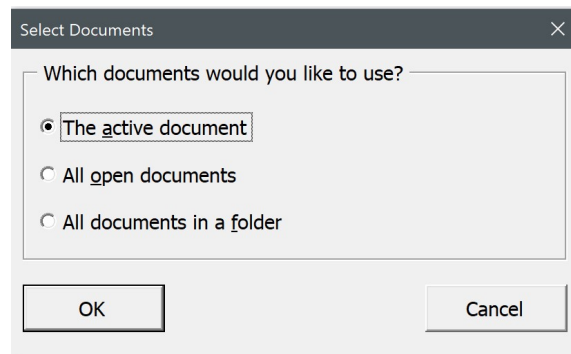 Select Documents
Which documents would you like to use?
The active document
All open documents
All documents in a folder
OK
Cancel